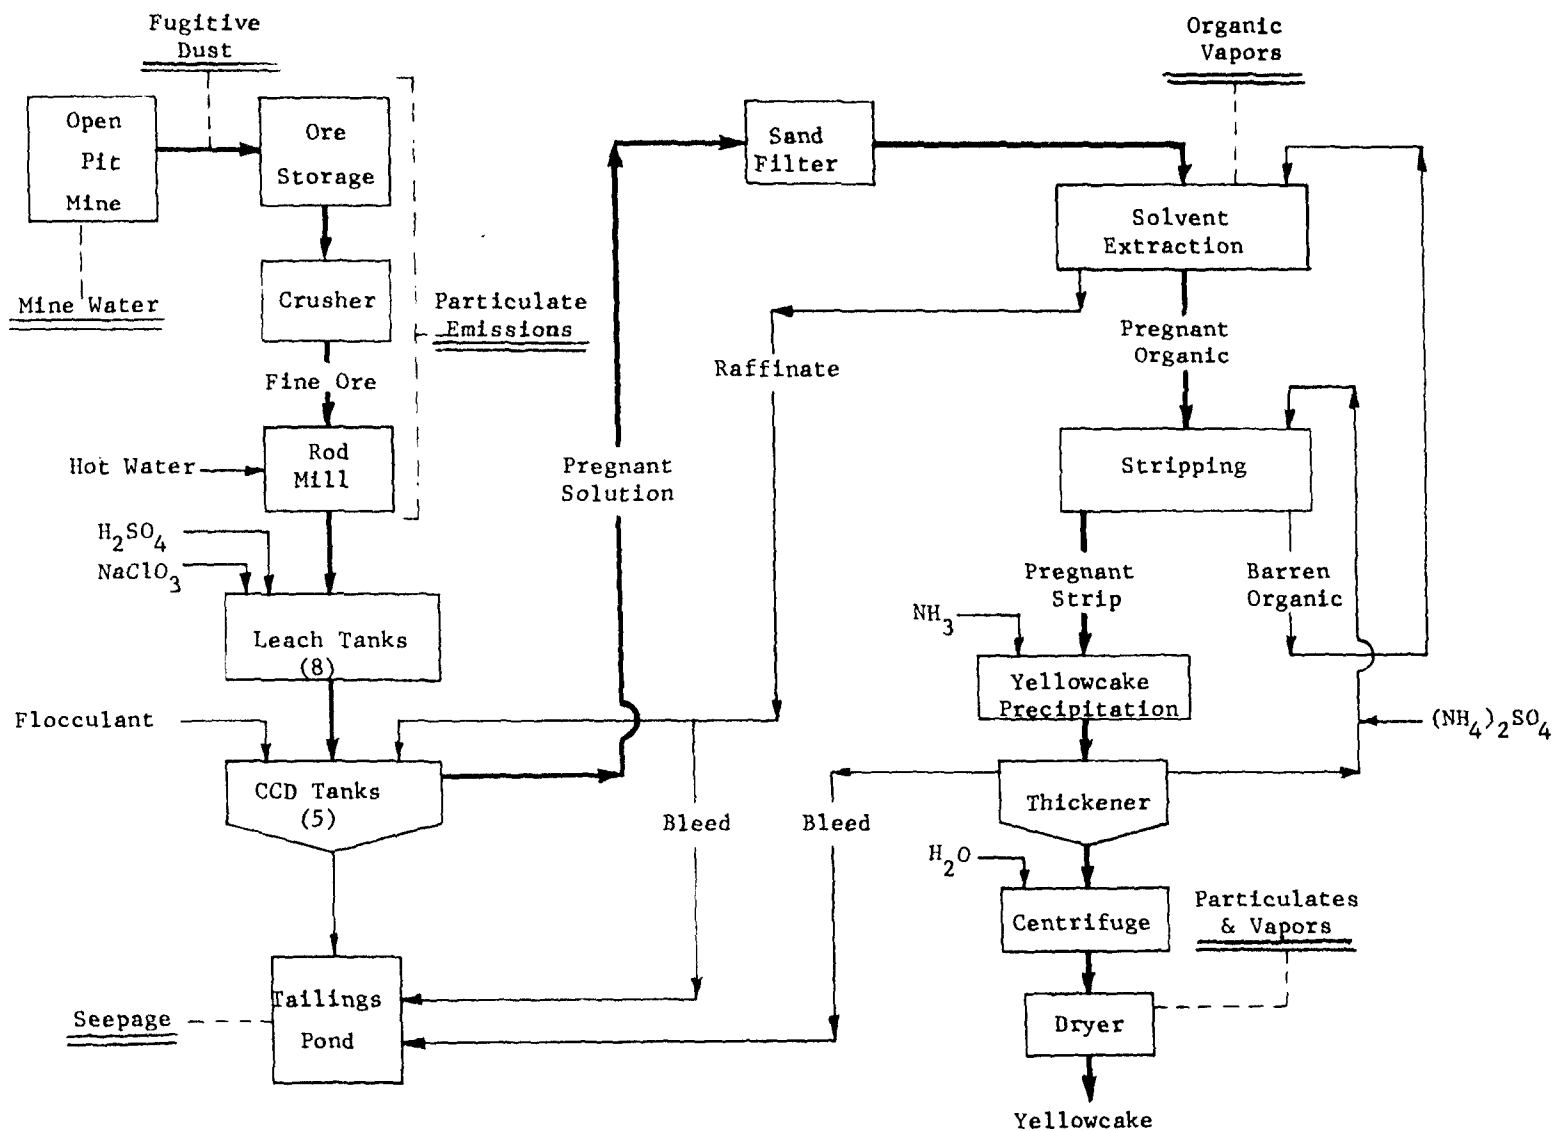 Fugitive
Dust
Open
Pit
Mine
Mine Water
Ore
Storage
Crusher
Particulate
Emissions
Fine Ore
Hot Water
Rod
Mill
H2SO4
NaClO3
Leach Tanks
(8)
Flocculant
CCD Tanks
(5)
Tailings
Pond
Seepage
Pregnant
Solution
Raffinate
Bleed
Bleed
Sand
Filter
Organic
Vapors
Solvent
Extraction
Pregnant
Organic
Stripping
Pregnant
Strip
Barren
Organic
NH3
Yellowcake
Precipitation
(NH4)2SO4
Thickener
H2O
Centrifuge
Particulates
& Vapors
Dryer
Yellowcake